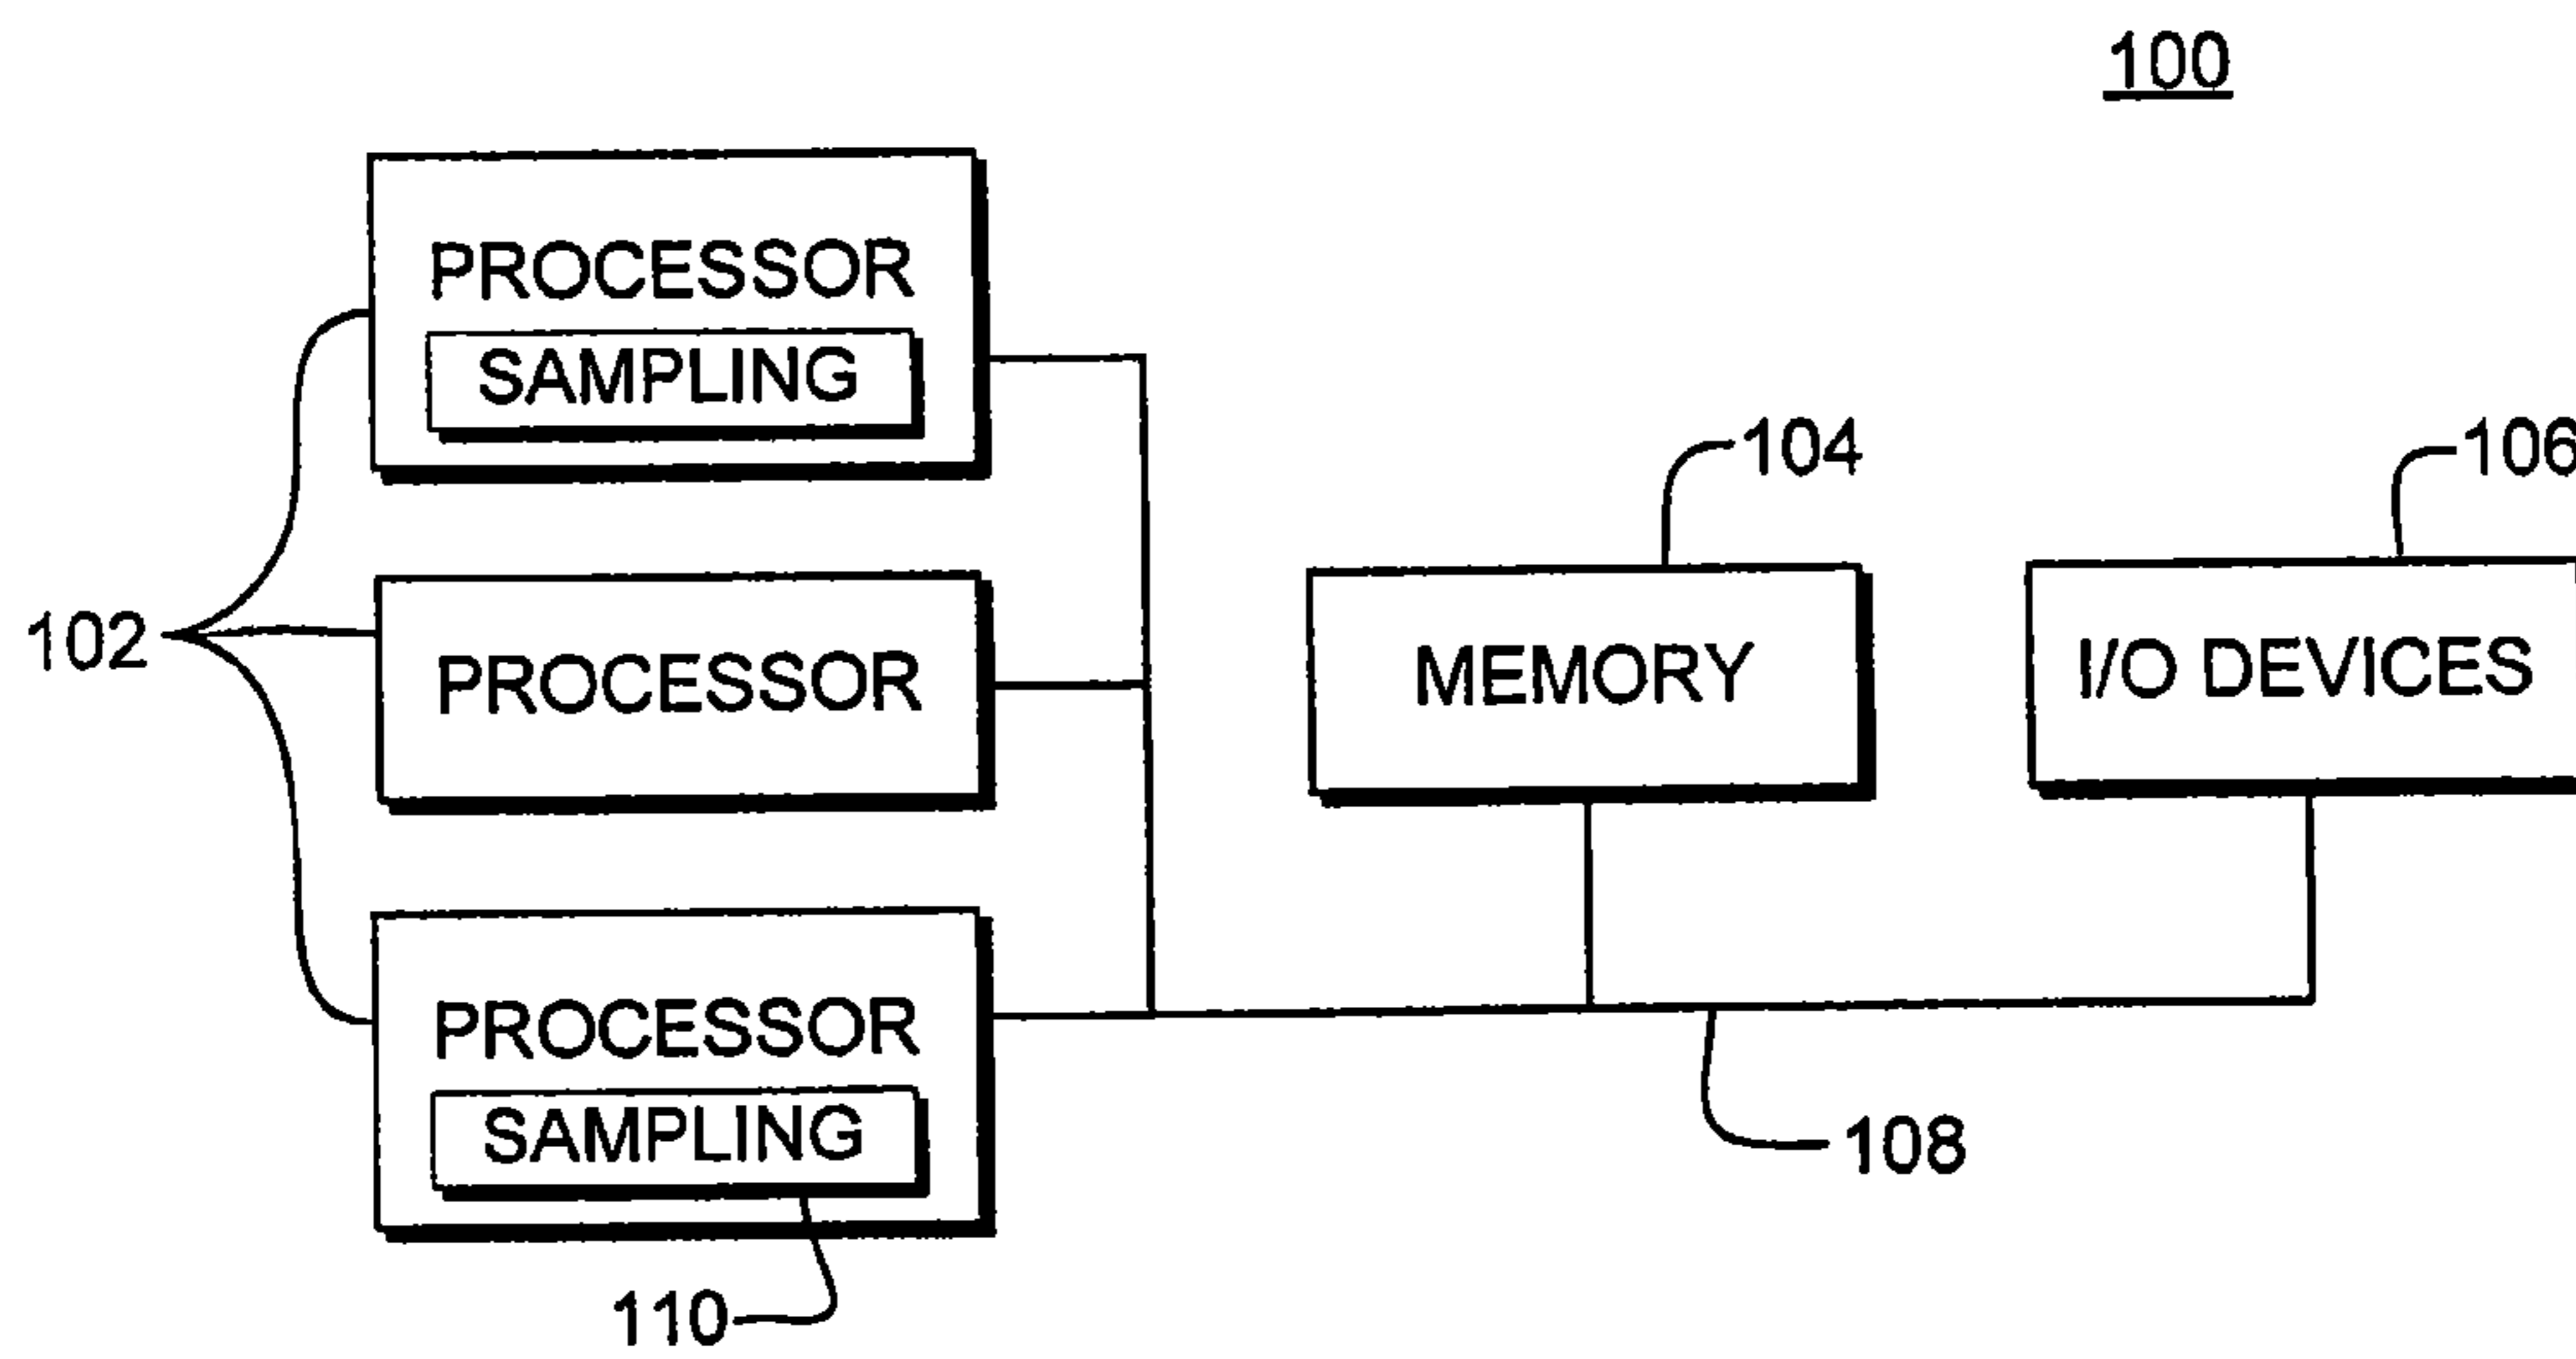 100
PROCESSOR
SAMPLING
104
106
102
PROCESSOR
MEMORY
I/O DEVICES
PROCESSOR
SAMPLING
108
110